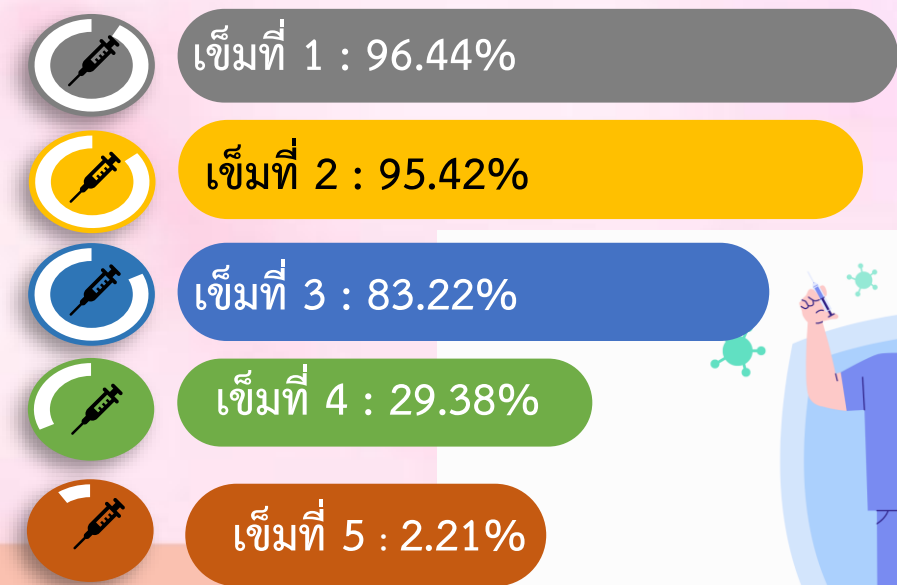 เข็มที่ 1 : 96.44%
เข็มที่ 2 : 95.42%
เข็มที่ 3 : 83.22%
เข็มที่ 4 : 29.38%
เข็มที่ 5 : 2.21%